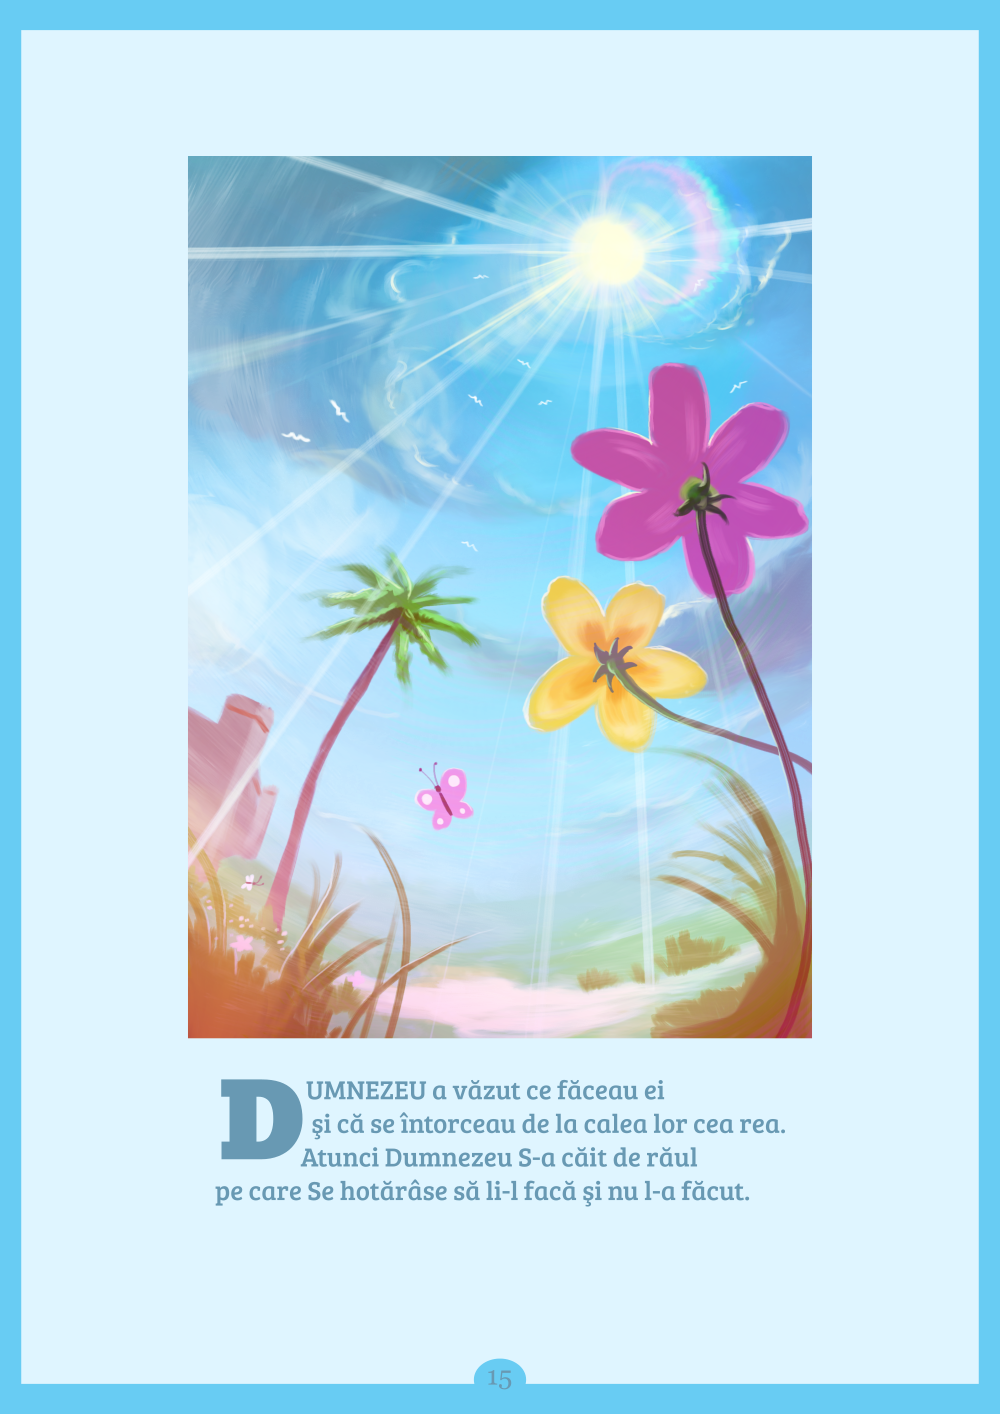 DUMNEZEU a văzut ce făceau ei
şi că se întorceau de la calea lor cea rea.
Atunci Dumnezeu S-a căit de răul
pe care Se hotărâse să li-l facă şi nu l-a făcut.
15